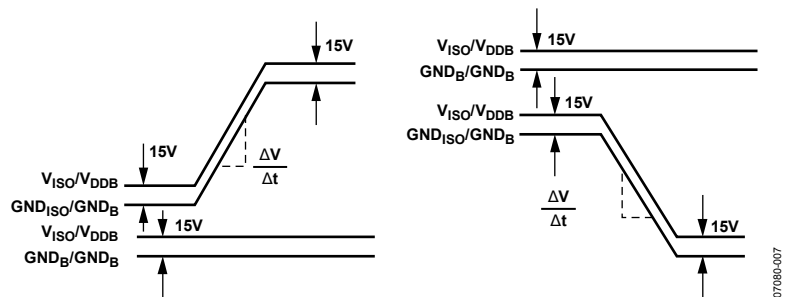 15V
15V
ΔV
Δt
V_ISO/V_DDB
GND_ISO/GND_B
V_ISO/V_DDB
15V
GND_B/GND_B
15V
V_ISO/V_DDB
GND_B/GND_B
V_ISO/V_DDB
15V
GND_ISO/GND_B
ΔV
Δt
15V
07080-007